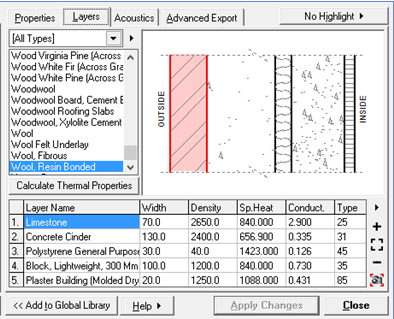 Properties Layers Acoustics Advanced Export No Highlight
[All Types]
Wood Virginia Pine (Across
Wood White Fir (Across Gra
Wood White Pine (Across G
Woodwool
Woodwool Board, Cement E
Woodwool Roofing Slabs
Woodwool, Xylolite Cement
Wool
Wool Felt Underlay
Wool, Fibrous
Wool, Resin Bonded
Calculate Thermal Properties
OUTSIDE
INSIDE
Layer Name Width Density Sp.Heat Conduct. Type
1. Limestone 70.0 2650.0 840.000 2.900 25
2. Concrete Cinder 130.0 2400.0 656.900 0.335 31
3. Polystyrene General Purpose 30.0 40.0 1423.000 0.126 45
4. Block, Lightweight, 300 Mm 100.0 1200.0 840.000 0.730 35
5. Plaster Building (Molded Dry 20.0 1250.0 1088.000 0.431 85
<< Add to Global Library Help Apply Changes Close